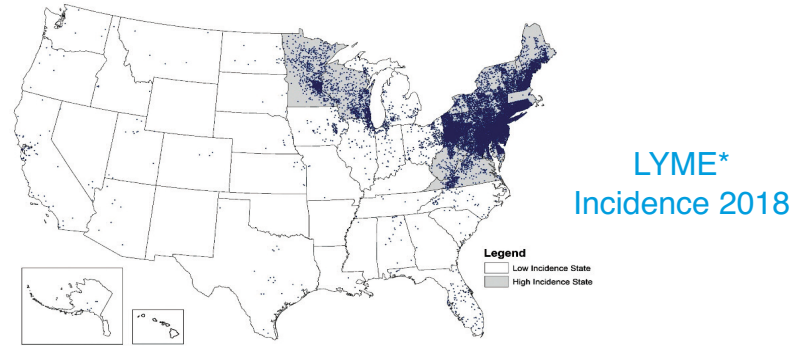 LYME*
Incidence 2018
Legend
Low Incidence State
High Incidence State